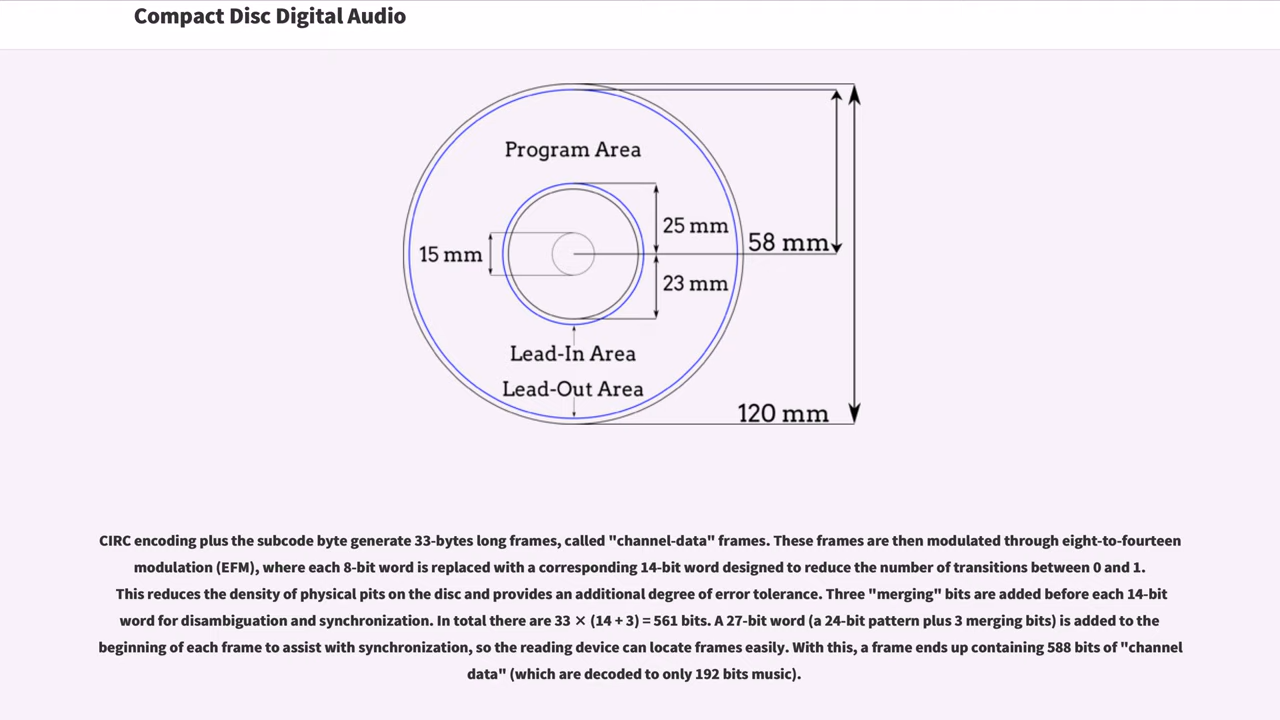 Compact Disc Digital Audio
Program Area
25 mm
58 mm
15 mm
23 mm
Lead-In Area
Lead-Out Area
120 mm
CIRC encoding plus the subcode byte generate 33-bytes long frames, called "channel-data" frames. These frames are then modulated through eight-to-fourteen
modulation (EFM), where each 8-bit word is replaced with a corresponding 14-bit word designed to reduce the number of transitions between 0 and 1.
This reduces the density of physical pits on the disc and provides an additional degree of error tolerance. Three "merging" bits are added before each 14-bit
word for disambiguation and synchronization. In total there are 33 × (14 + 3) = 561 bits. A 27-bit word (a 24-bit pattern plus 3 merging bits) is added to the
beginning of each frame to assist with synchronization, so the reading device can locate frames easily. With this, a frame ends up containing 588 bits of "channel
data" (which are decoded to only 192 bits music).